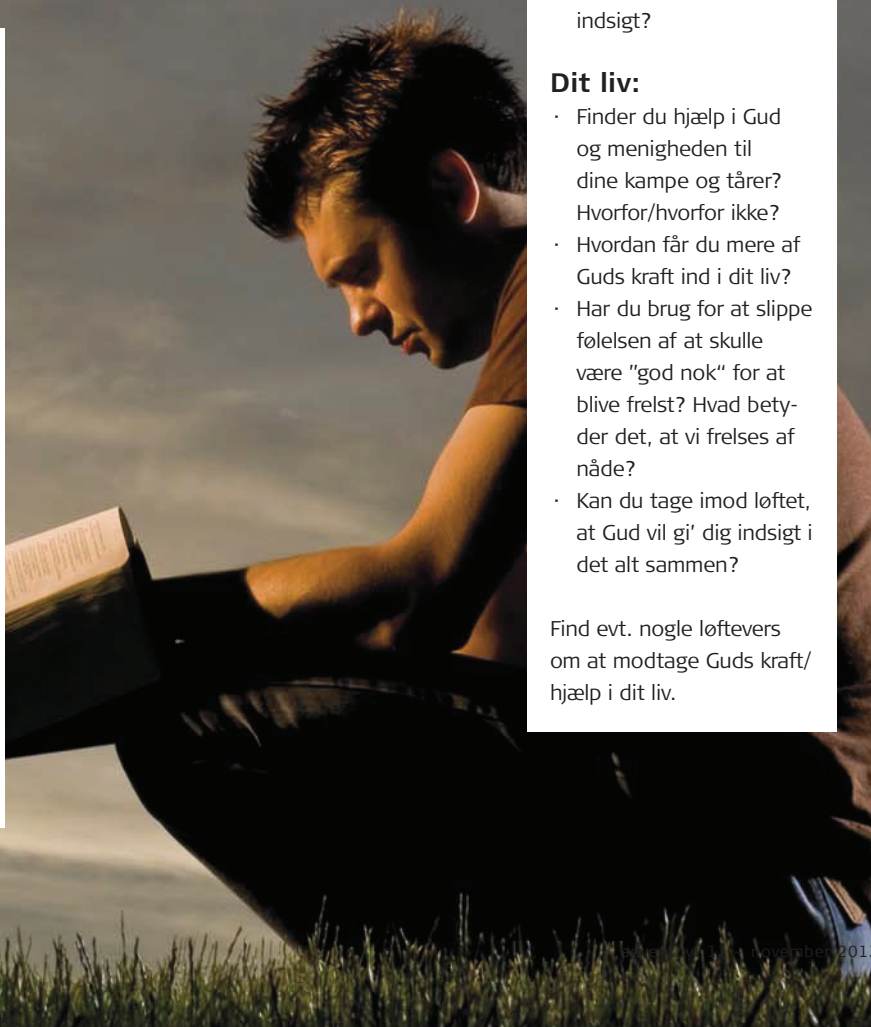 indsigt?
Dit liv:
· Finder du hjælp i Gud
og menigheden til
dine kampe og tårer?
Hvorfor/hvorfor ikke?
· Hvordan får du mere af
Guds kraft ind i dit liv?
· Har du brug for at slippe
følelsen af at skulle
være ”god nok“ for at
blive frelst? Hvad bety-
der det, at vi frelses af
nåde?
· Kan du tage imod løftet,
at Gud vil gi’ dig indsigt i
det alt sammen?
Find evt. nogle løftevers
om at modtage Guds kraft/
hjælp i dit liv.
november 201